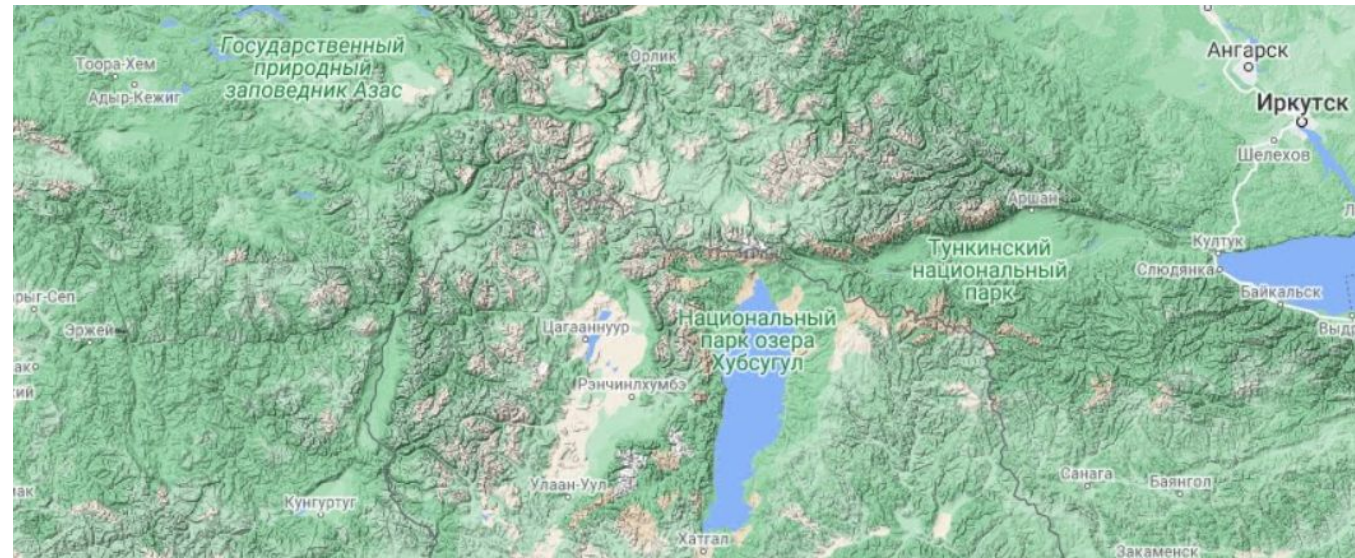 Государственный
природный
заповедник Азас
Тоора-Хем
Адыр-Кежиг
Орлик
Ангарск
Иркутск
Шелехов
Аршан
Тункинский
национальный
парк
Култук
Слюдянка
Байкальск
Эржей
Цагааннуур
Национальный
парк озера
Хубсугул
Рэнчинлхумбэ
Улаан-Уул
Кунгуртуг
Хатгал
Санага
Баянгол
Закаменск